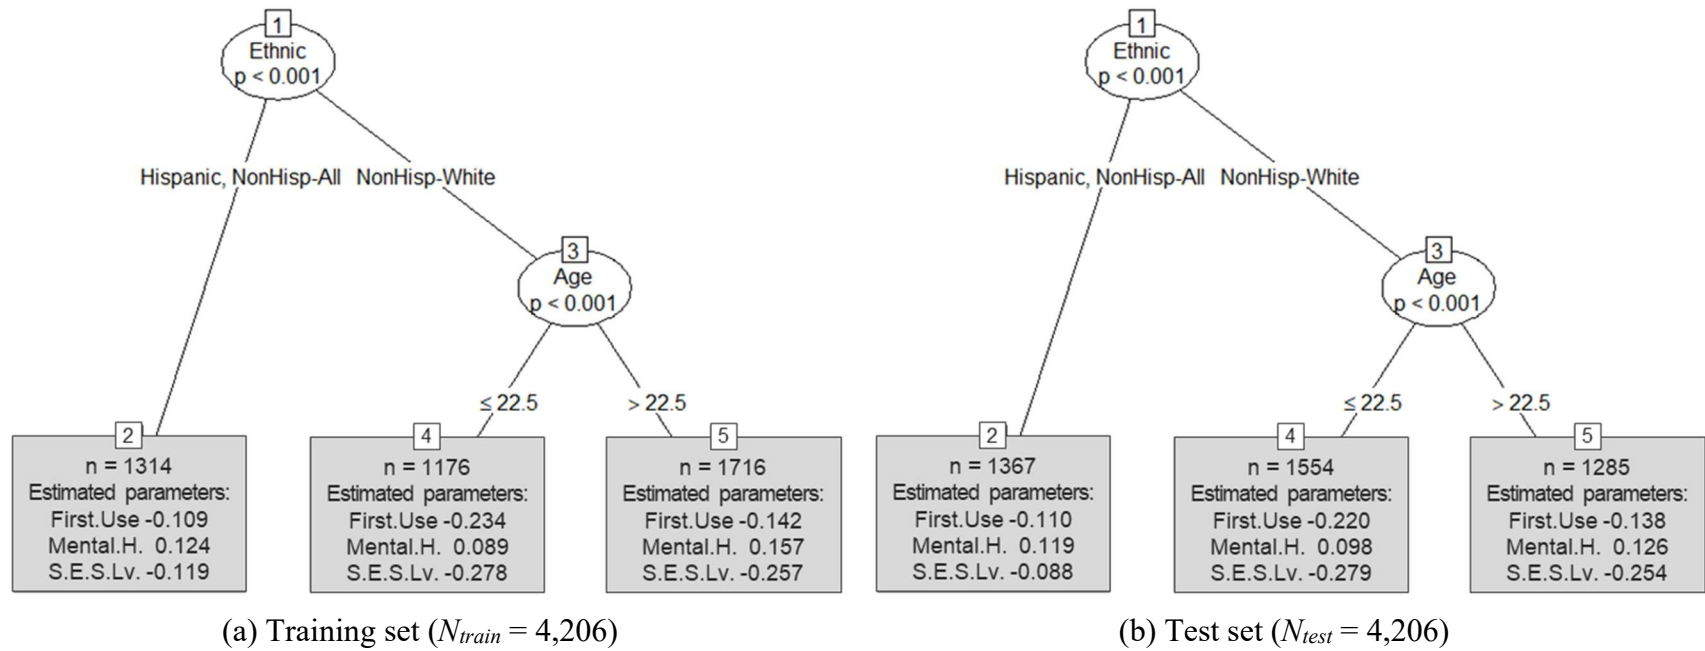 1
Ethnic
p < 0.001
Hispanic, NonHisp-All NonHisp-White
3
Age
p < 0.001
≤ 22.5
> 22.5
2
n = 1314
Estimated parameters:
First.Use -0.109
Mental.H. 0.124
S.E.S.Lv. -0.119
4
n = 1176
Estimated parameters:
First.Use -0.234
Mental.H. 0.089
S.E.S.Lv. -0.278
5
n = 1716
Estimated parameters:
First.Use -0.142
Mental.H. 0.157
S.E.S.Lv. -0.257
(a) Training set (Ntrain = 4,206)
1
Ethnic
p < 0.001
Hispanic, NonHisp-All NonHisp-White
3
Age
p < 0.001
≤ 22.5
> 22.5
2
n = 1367
Estimated parameters:
First.Use -0.110
Mental.H. 0.119
S.E.S.Lv. -0.088
4
n = 1554
Estimated parameters:
First.Use -0.220
Mental.H. 0.098
S.E.S.Lv. -0.279
5
n = 1285
Estimated parameters:
First.Use -0.138
Mental.H. 0.126
S.E.S.Lv. -0.254
(b) Test set (Ntest = 4,206)